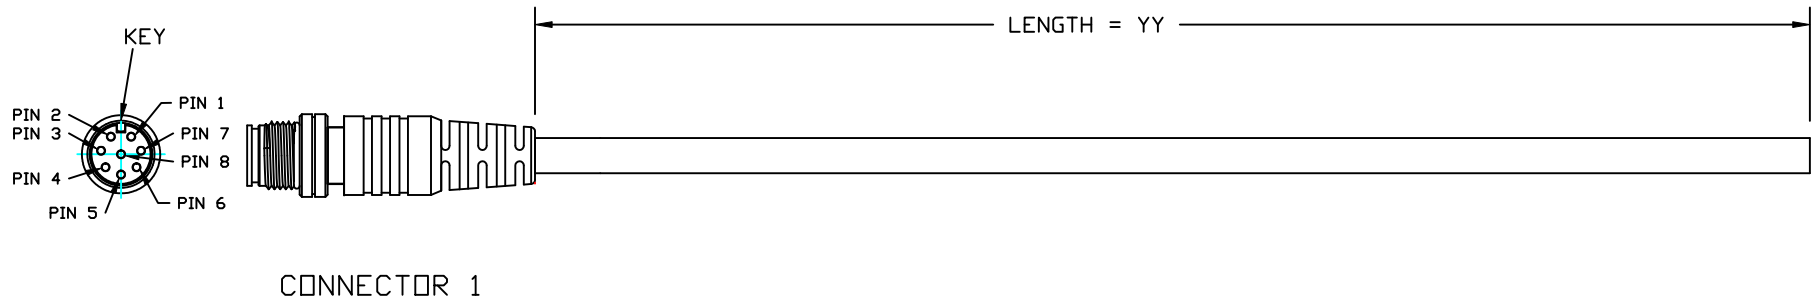 LENGTH = YY
KEY
PIN 1
PIN 2
PIN 3
PIN 7
PIN 8
PIN 4
PIN 6
PIN 5
CONNECTOR 1